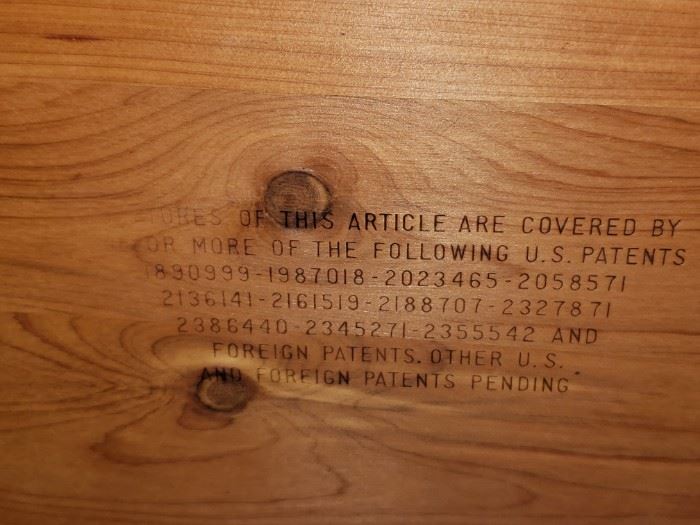 TURES OF THIS ARTICLE ARE COVERED BY
OR MORE OF THE FOLLOWING U.S. PATENTS
1890999-1987018-2023465-2058571
2136141-2161519-2188707-2327871
2386440-2345271-2355542 AND
FOREIGN PATENTS. OTHER U.S.
AND FOREIGN PATENTS PENDING